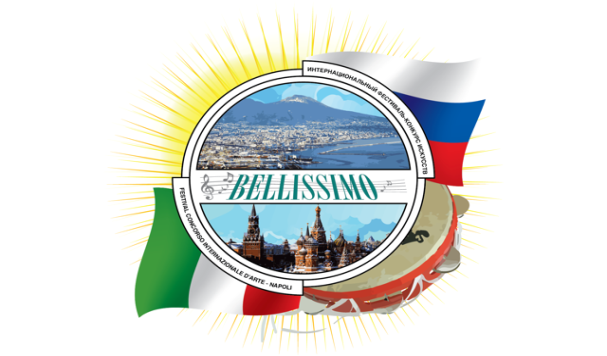 ИНТЕРНАЦИОНАЛЬНЫЙ ФЕСТИВАЛЬ-КОНКУРС ИСКУССТВ
BELLISSIMO
FESTIVAL CONCORSO INTERNAZIONALE D'ARTE - NAPOLI